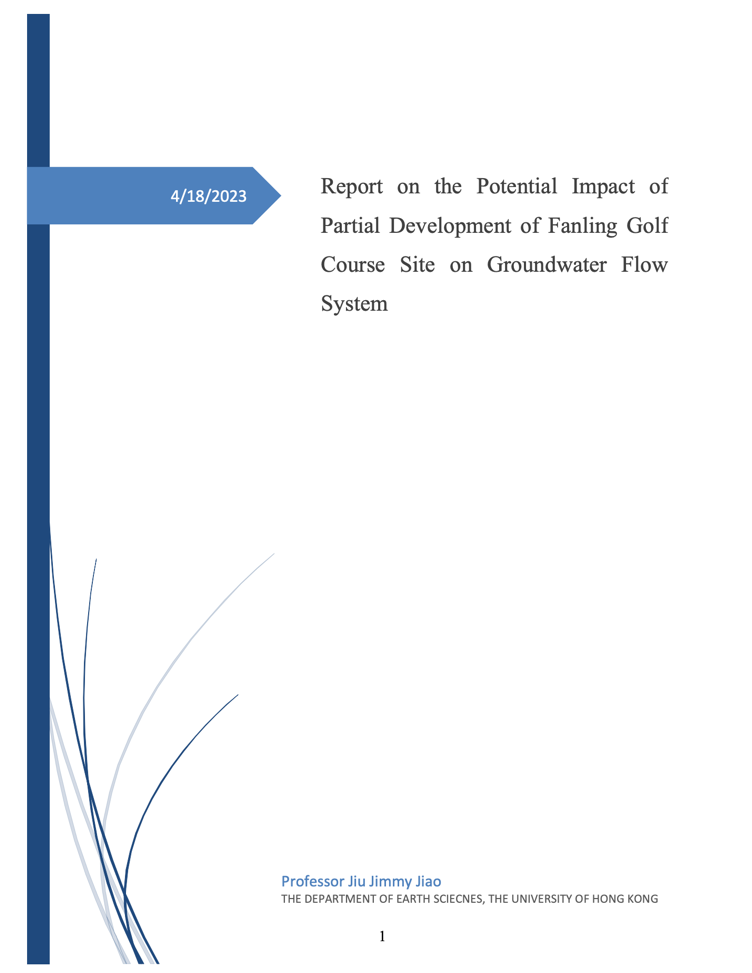 4/18/2023
Report on the Potential Impact of
Partial Development of Fanling Golf
Course Site on Groundwater Flow
System
Professor Jiu Jimmy Jiao
THE DEPARTMENT OF EARTH SCIECNES, THE UNIVERSITY OF HONG KONG
1